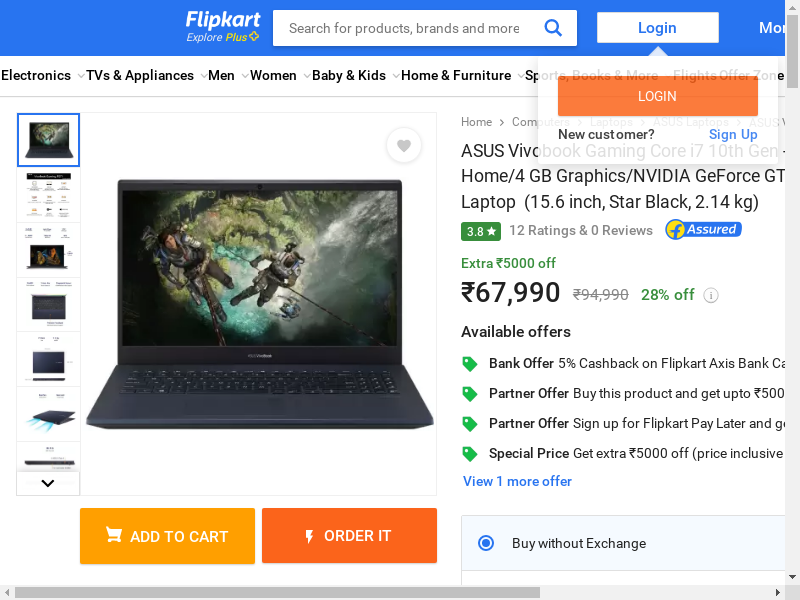 Flipkart
Explore Plus
Search for products, brands and more
Login
Mor
Electronics
TVs & Appliances
Men
Women
Baby & Kids
Home & Furniture
Sports, Books & More
Flights
Offer Zone
LOGIN
New customer?
Sign Up
Home
Computers
Laptops
ASUS Laptops
ASUS V
ASUS Vivobook Gaming Core i7 10th Gen -
Home/4 GB Graphics/NVIDIA GeForce GT
Laptop (15.6 inch, Star Black, 2.14 kg)
3.8
12 Ratings & 0 Reviews
Assured
Extra ₹5000 off
₹67,990
₹94,990
28% off
Available offers
Bank Offer 5% Cashback on Flipkart Axis Bank Ca
Partner Offer Buy this product and get upto ₹500
Partner Offer Sign up for Flipkart Pay Later and ge
Special Price Get extra ₹5000 off (price inclusive
View 1 more offer
ADD TO CART
ORDER IT
Buy without Exchange